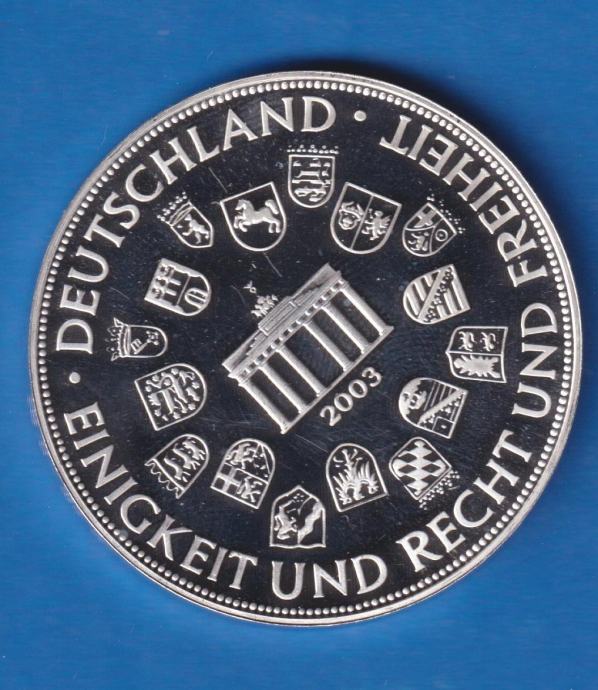 DEUTSCHLAND ·
EINIGKEIT UND RECHT UND FREIHEIT ·
2003